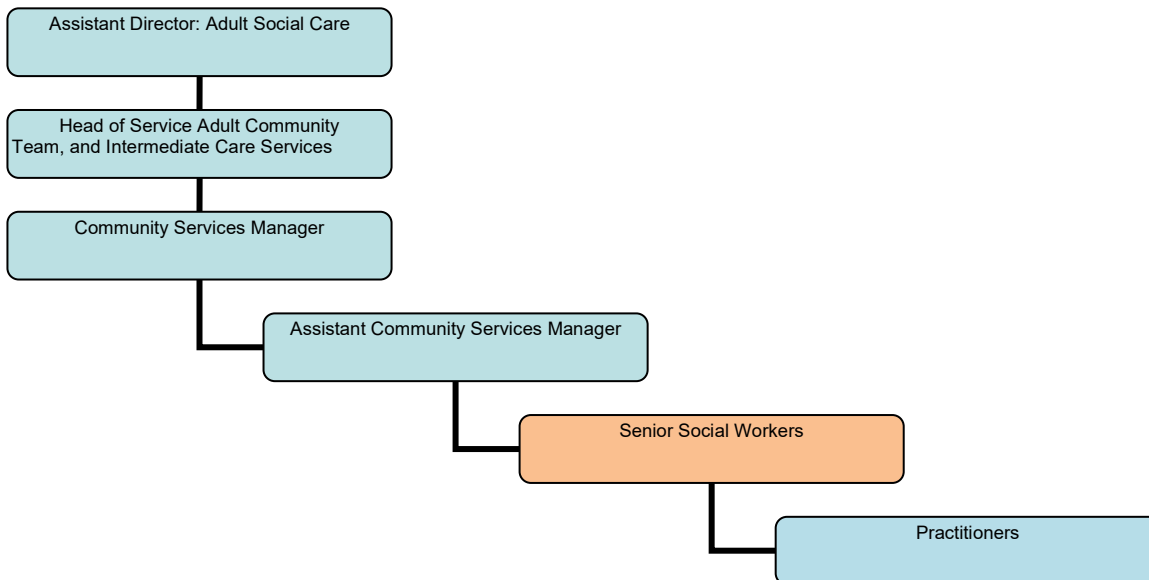 Assistant Director: Adult Social Care
Head of Service Adult Community
Team, and Intermediate Care Services
Community Services Manager
Assistant Community Services Manager
Senior Social Workers
Practitioners